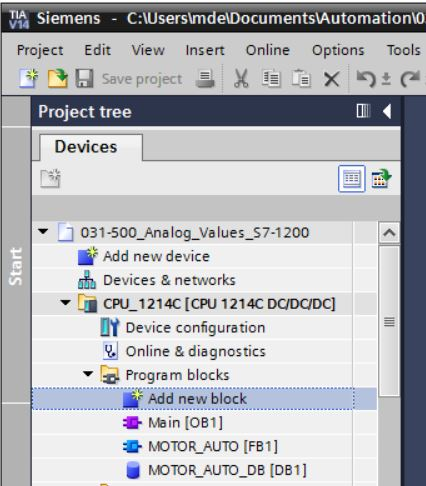 TIA V14 Siemens - C:\Users\mde\Documents\Automation\0
Project Edit View Insert Online Options Tools
Save project
Project tree
Devices
Start
031-500_Analog_Values_S7-1200
Add new device
Devices & networks
CPU_1214C [CPU 1214C DC/DC/DC]
Device configuration
Online & diagnostics
Program blocks
Add new block
Main [OB1]
MOTOR_AUTO [FB1]
MOTOR_AUTO_DB [DB1]